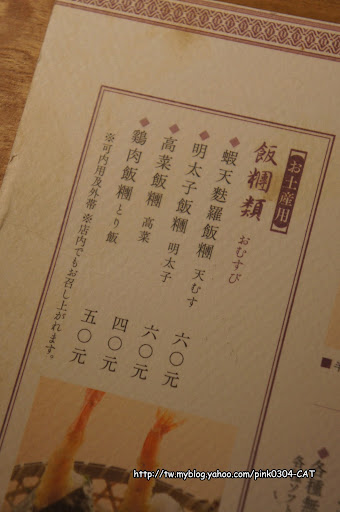 【お土産用】
飯糰類 おむすび
◆蝦天麩羅飯糰 天むす 六〇元
◆明太子飯糰 明太子 六〇元
◆高菜飯糰 高菜 四〇元
◆鶏肉飯糰 とり飯 五〇元
※可内用及外帯 ※店内でもお召し上がれます。
各種無
http://tw.myblog.yahoo.com/pink0304-CAT